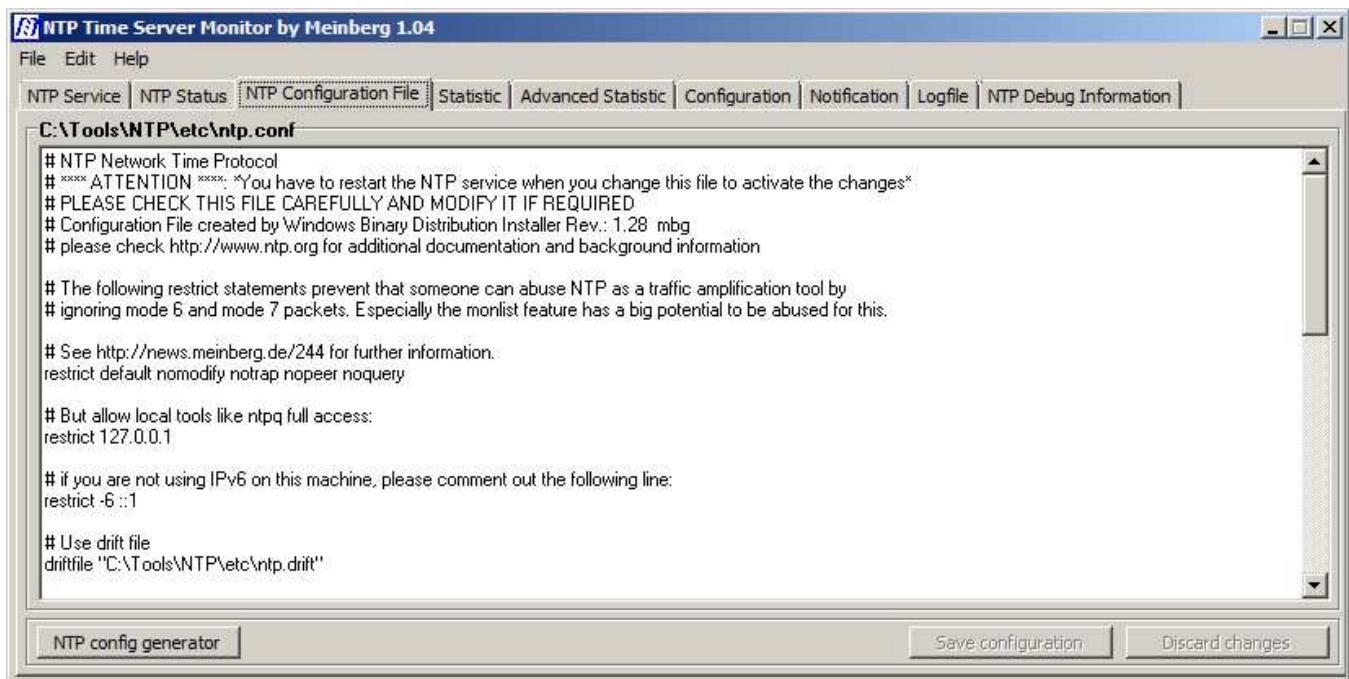 NTP Time Server Monitor by Meinberg 1.04
File Edit Help
NTP Service NTP Status NTP Configuration File Statistic Advanced Statistic Configuration Notification Logfile NTP Debug Information
C:\Tools\NTP\etc\ntp.conf
# NTP Network Time Protocol
# **** ATTENTION ****: *You have to restart the NTP service when you change this file to activate the changes*
# PLEASE CHECK THIS FILE CAREFULLY AND MODIFY IT IF REQUIRED
# Configuration File created by Windows Binary Distribution Installer Rev.: 1.28 mbg
# please check http://www.ntp.org for additional documentation and background information
# The following restrict statements prevent that someone can abuse NTP as a traffic amplification tool by
# ignoring mode 6 and mode 7 packets. Especially the monlist feature has a big potential to be abused for this.
# See http://news.meinberg.de/244 for further information.
restrict default nomodify notrap nopeer noquery
# But allow local tools like ntpq full access:
restrict 127.0.0.1
# if you are not using IPv6 on this machine, please comment out the following line:
restrict -6 ::1
# Use drift file
driftfile "C:\Tools\NTP\etc\ntp.drift"
NTP config generator Save configuration Discard changes